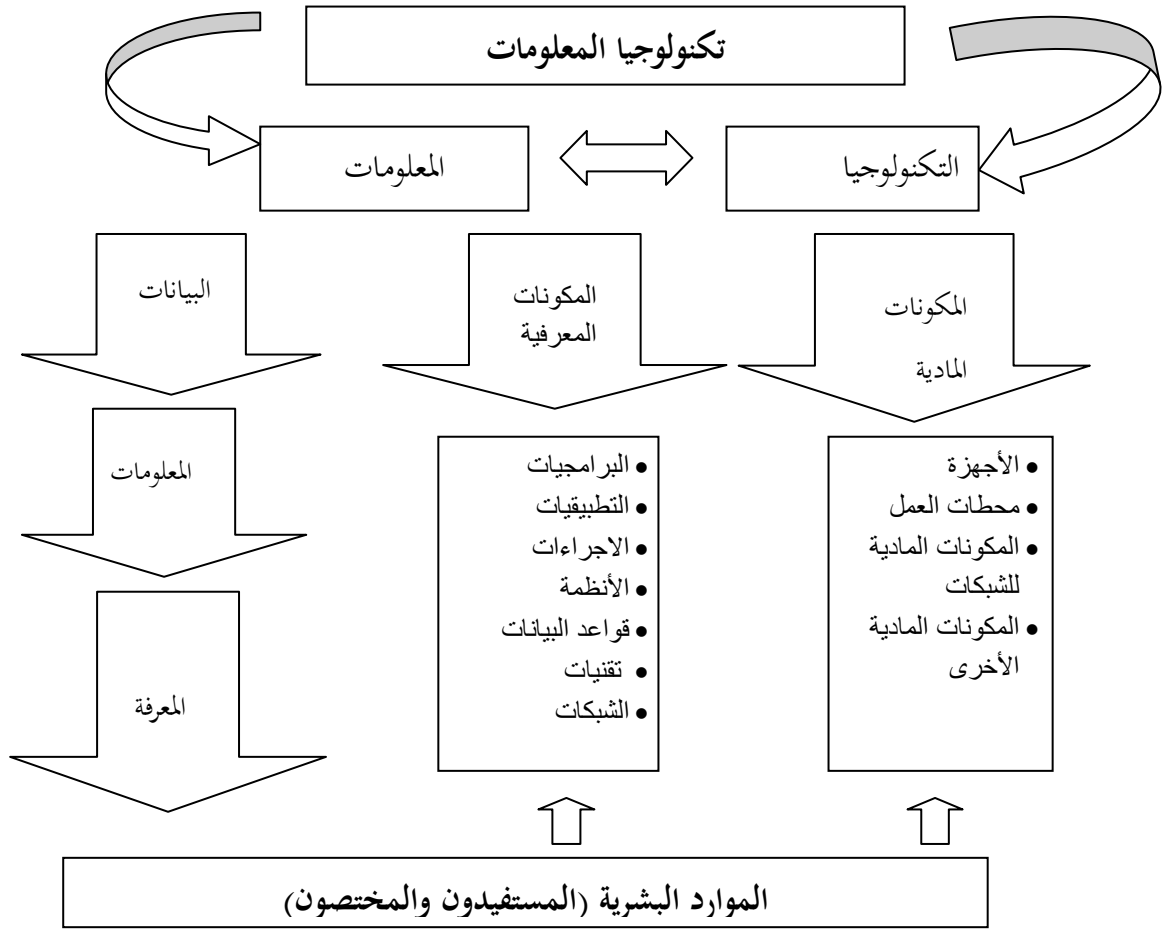 تكنولوجيا المعلومات
التكنولوجيا
المعلومات
المكونات
المادية
المكونات
المعرفية
البيانات
المعلومات
المعرفة
• الأجهزة
• محطات العمل
• المكونات المادية
للشبكات
• المكونات المادية
الأخرى
• البرامجيات
• التطبيقيات
• الاجراءات
• الأنظمة
• قواعد البيانات
• تقنيات
• الشبكات
الموارد البشرية (المستفيدون والمختصون)